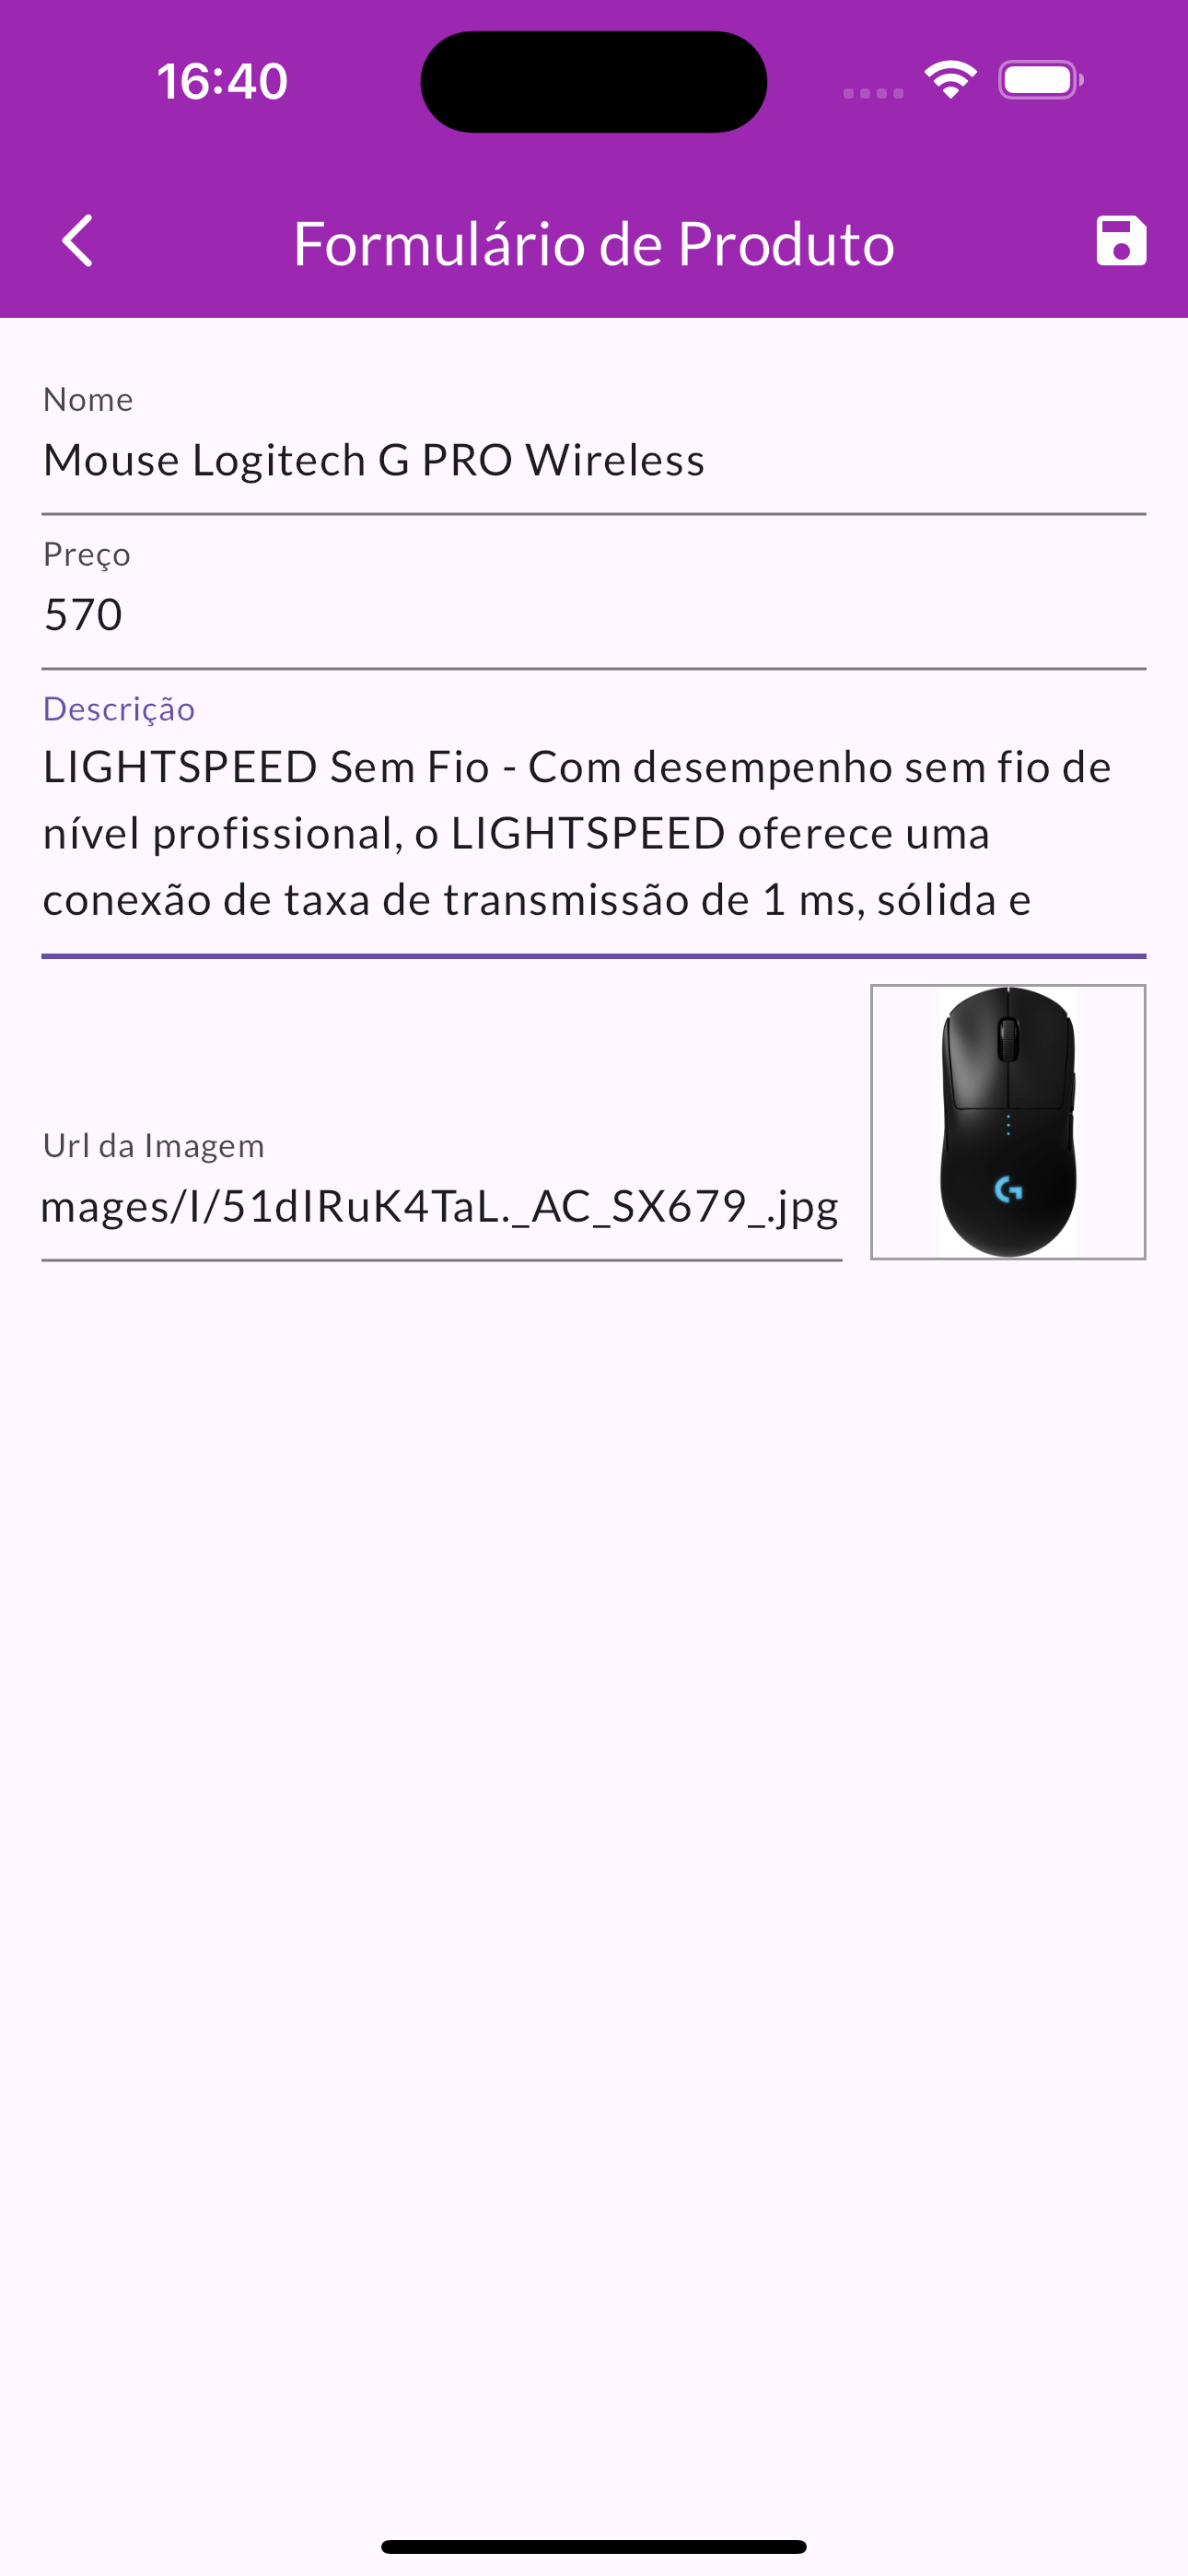 16:40
Formulário de Produto
Nome
Mouse Logitech G PRO Wireless
Preço
570
Descrição
LIGHTSPEED Sem Fio - Com desempenho sem fio de
nível profissional, o LIGHTSPEED oferece uma
conexão de taxa de transmissão de 1 ms, sólida e
Url da Imagem
mages/I/51dIRuK4TaL._AC_SX679_.jpg